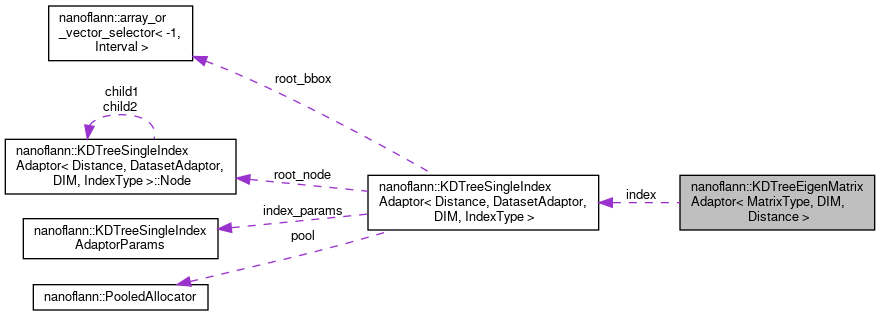 nanoflann::array_or
_vector_selector< -1,
Interval >
root_bbox
child1
child2
nanoflann::KDTreeSingleIndex
Adaptor< Distance, DatasetAdaptor,
DIM, IndexType >::Node
root_node
nanoflann::KDTreeSingleIndex
Adaptor< Distance, DatasetAdaptor,
DIM, IndexType >
index
nanoflann::KDTreeEigenMatrix
Adaptor< MatrixType, DIM,
Distance >
index_params
nanoflann::KDTreeSingleIndex
AdaptorParams
pool
nanoflann::PooledAllocator